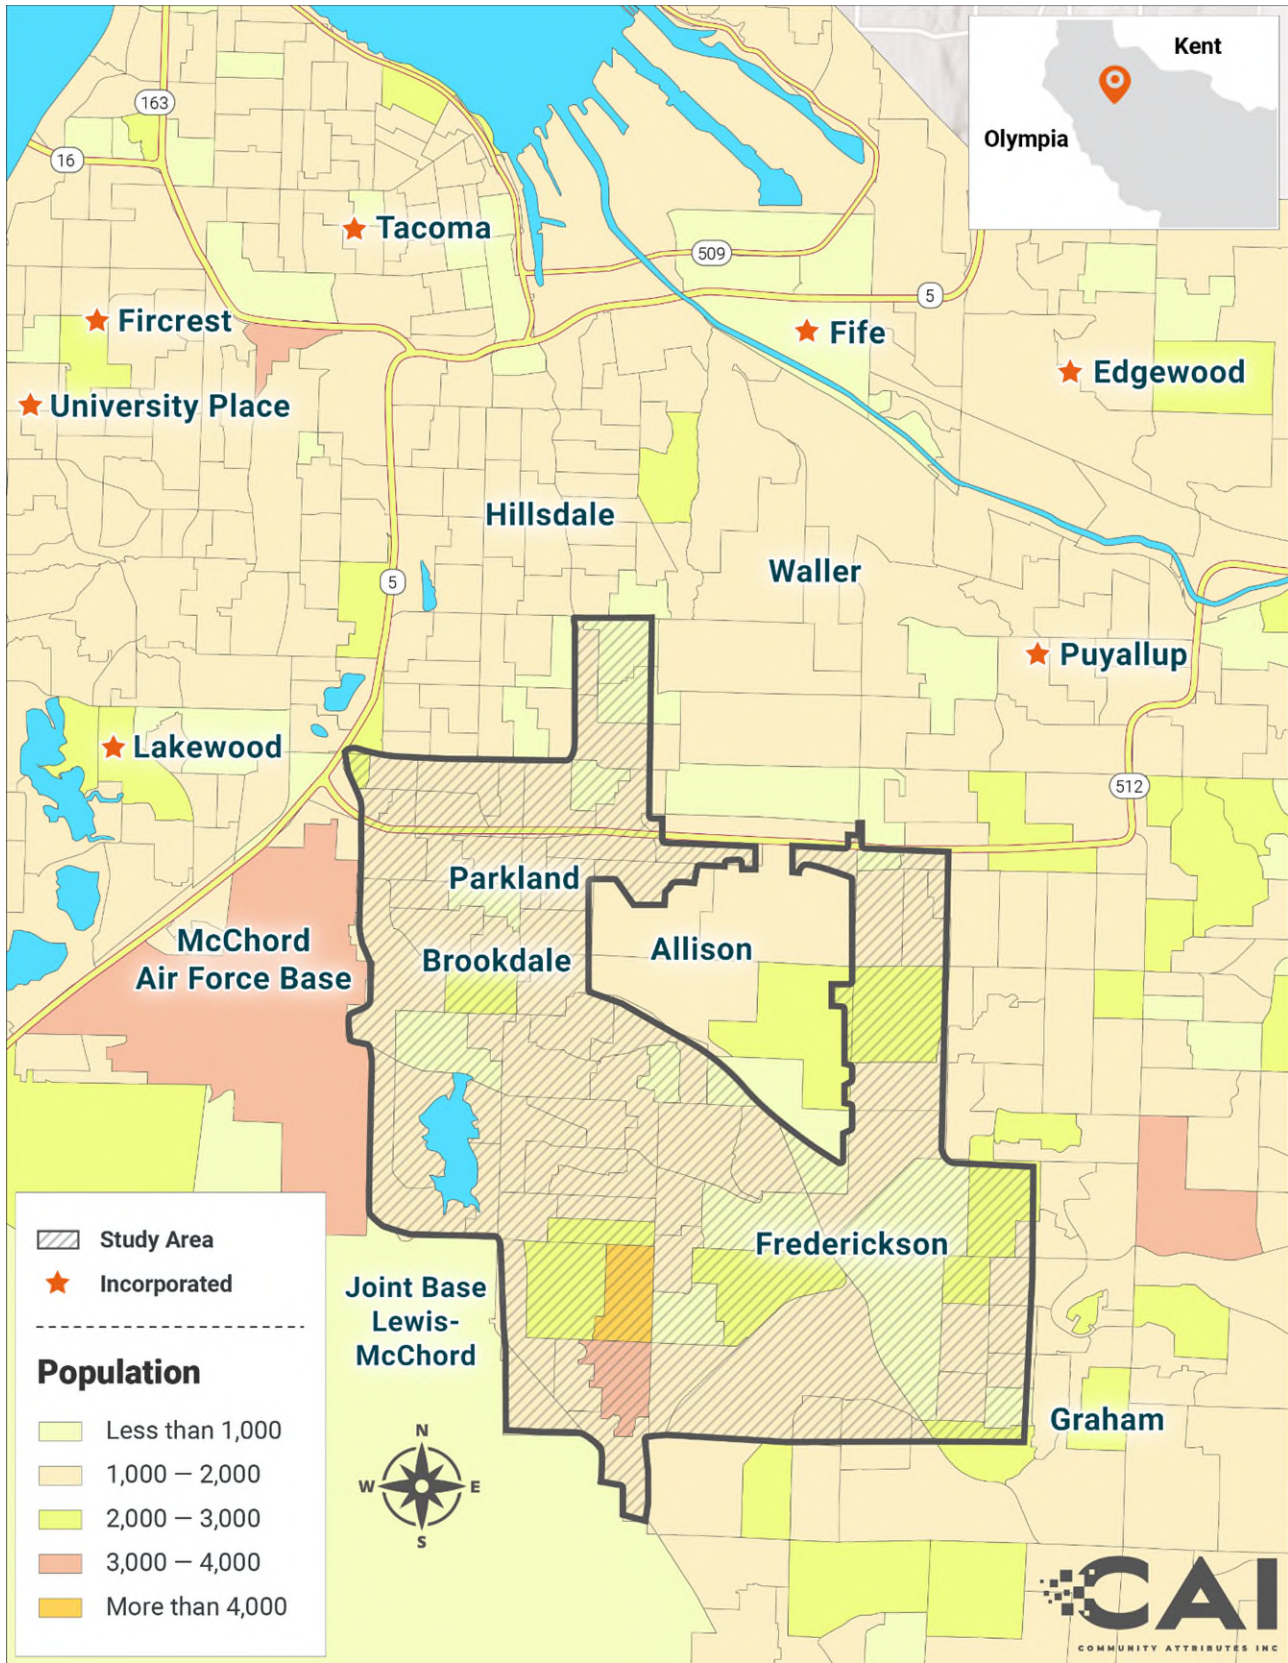 Kent
Olympia
163
16
Tacoma
509
5
Fircrest
Fife
Edgewood
University Place
Hillsdale
Waller
5
Puyallup
Lakewood
512
Parkland
McChord
Air Force Base
Brookdale
Allison
Frederickson
Joint Base
Lewis-
McChord
Graham
Study Area
Incorporated
Population
Less than 1,000
1,000 — 2,000
2,000 — 3,000
3,000 — 4,000
More than 4,000
N
W
E
S
CAI
COMMUNITY ATTRIBUTES INC